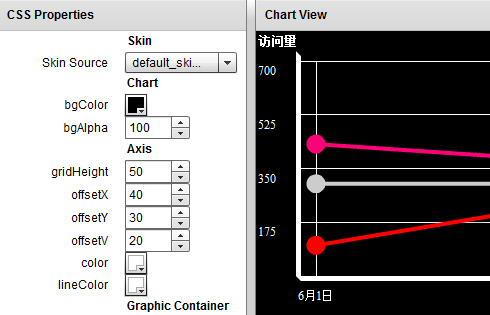 CSS Properties
Skin
Skin Source default_ski...
Chart
bgColor
bgAlpha 100
Axis
gridHeight 50
offsetX 40
offsetY 30
offsetV 20
color
lineColor
Graphic Container
Chart View
访问量
700
525
350
175
6月1日